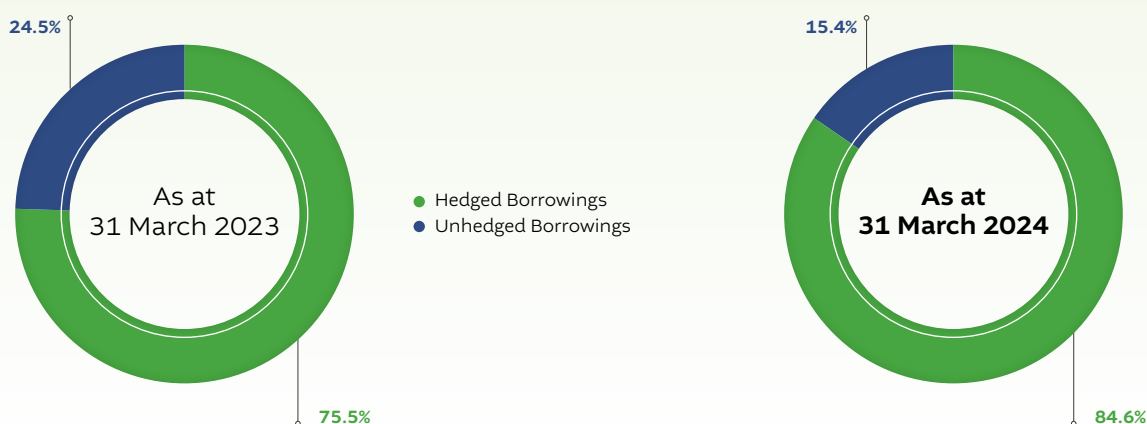 24.5%
As at
31 March 2023
75.5%
Hedged Borrowings
Unhedged Borrowings
15.4%
As at
31 March 2024
84.6%